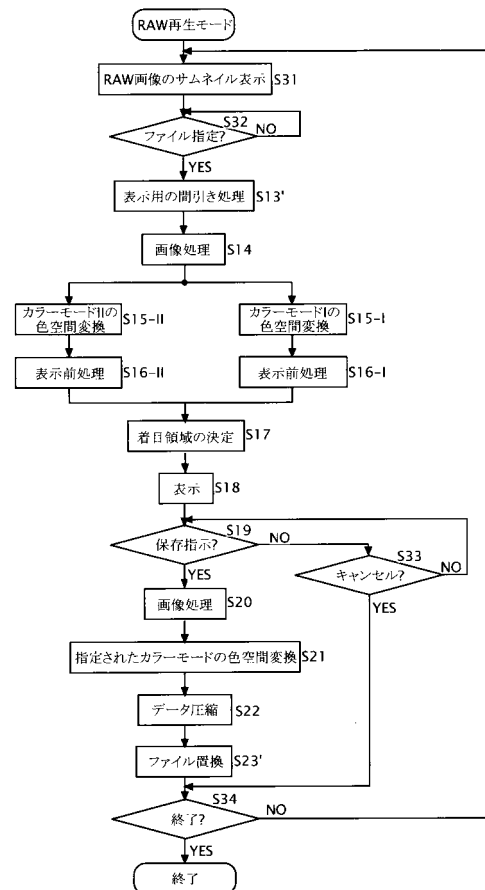 RAW再生モード
RAW画像のサムネイル表示
S31
S32
ファイル指定?
NO
YES
表示用の間引き処理
S13'
画像処理
S14
カラーモードIIの
色空間変換
S15-II
カラーモードIの
色空間変換
S15-I
表示前処理
S16-II
表示前処理
S16-I
着目領域の決定
S17
表示
S18
S19
保存指示?
NO
YES
S33
キャンセル?
NO
YES
画像処理
S20
指定されたカラーモードの色空間変換
S21
データ圧縮
S22
ファイル置換
S23'
S34
終了?
NO
YES
終了